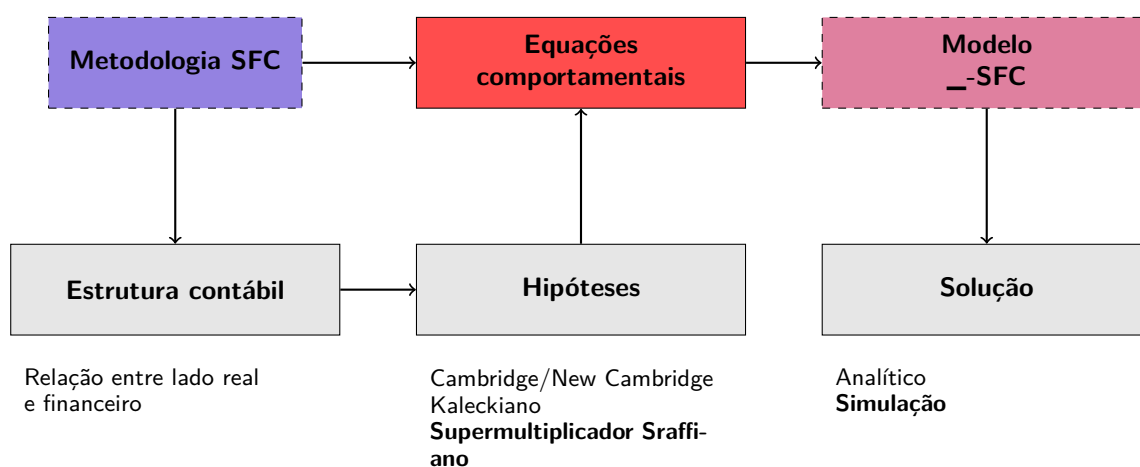 Metodologia SFC
Equações
comportamentais
Modelo
_-SFC
Estrutura contábil
Hipóteses
Solução
Relação entre lado real
e financeiro
Cambridge/New Cambridge
Kaleckiano
Supermultiplicador Sraffi-
ano
Analítico
Simulação